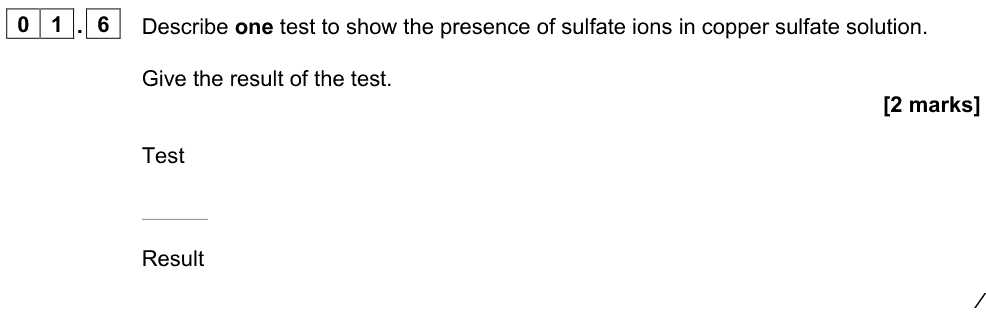 0 1 . 6 Describe one test to show the presence of sulfate ions in copper sulfate solution.
Give the result of the test.
[2 marks]
Test
Result